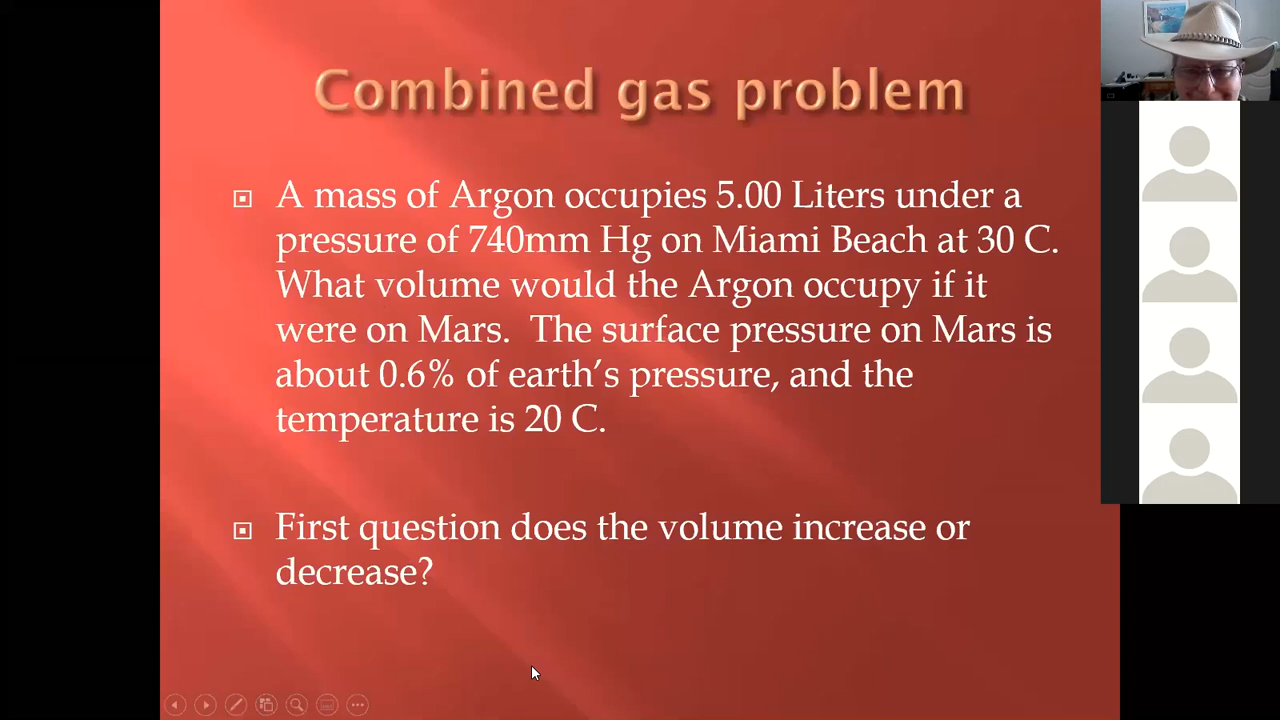 Combined gas problem
A mass of Argon occupies 5.00 Liters under a
pressure of 740mm Hg on Miami Beach at 30 C.
What volume would the Argon occupy if it
were on Mars.  The surface pressure on Mars is
about 0.6% of earth’s pressure, and the
temperature is 20 C.
First question does the volume increase or
decrease?